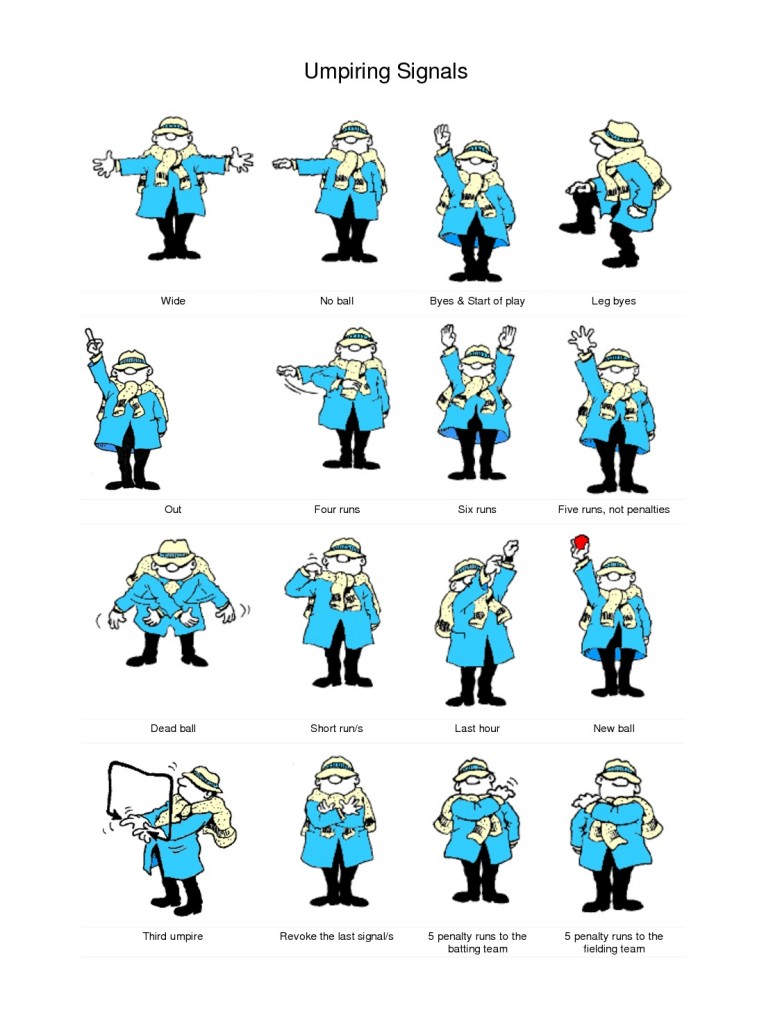 Umpiring Signals
Wide
No ball
Byes & Start of play
Leg byes
Out
Four runs
Six runs
Five runs, not penalties
Dead ball
Short run/s
Last hour
New ball
Third umpire
Revoke the last signal/s
5 penalty runs to the
batting team
5 penalty runs to the
fielding team